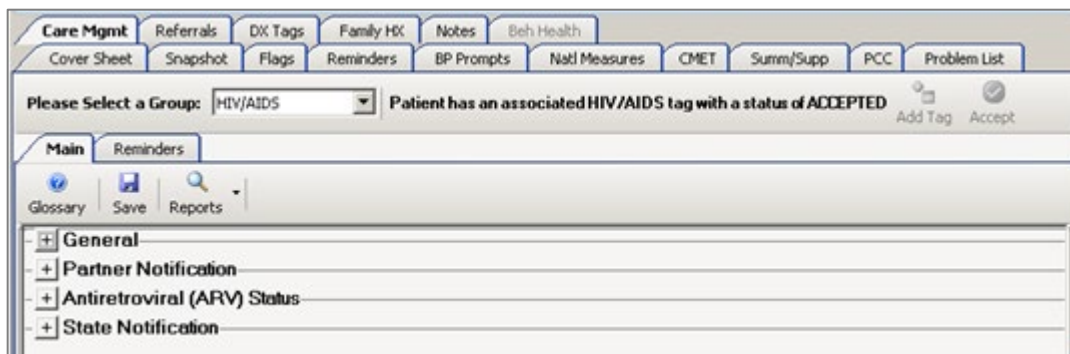 Care Mgmt Referrals DX Tags Family HX Notes Beh Health
Cover Sheet Snapshot Flags Reminders BP Prompts Natl Measures CMET Summ/Supp PCC Problem List
Please Select a Group: HIV/AIDS Patient has an associated HIV/AIDS tag with a status of ACCEPTED
Add Tag Accept
Main Reminders
Glossary Save Reports
General
Partner Notification
Antiretroviral (ARV) Status
State Notification